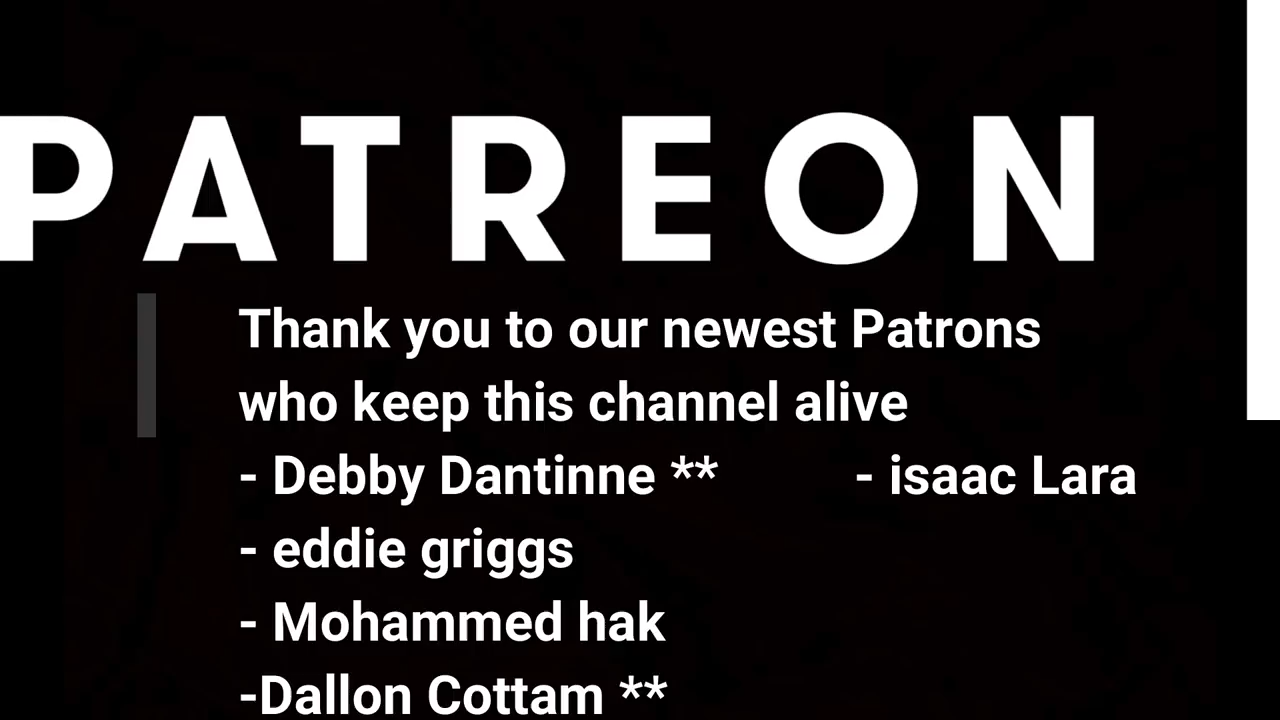 PATREON
Thank you to our newest Patrons
who keep this channel alive
- Debby Dantinne ** - isaac Lara
- eddie griggs
- Mohammed hak
-Dallon Cottam **